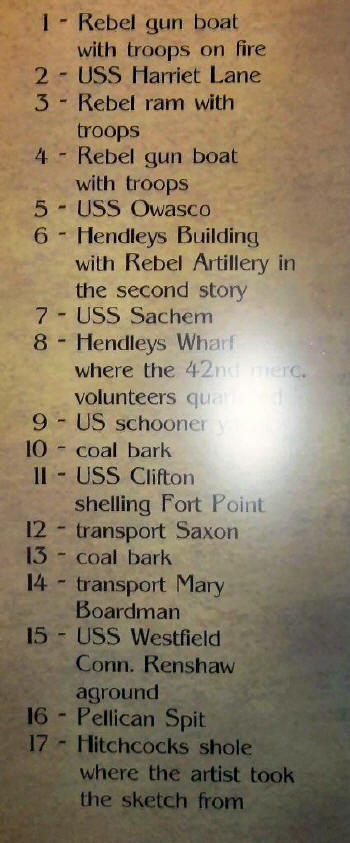 1 - Rebel gun boat
with troops on fire
2 - USS Harriet Lane
3 - Rebel ram with
troops
4 - Rebel gun boat
with troops
5 - USS Owasco
6 - Hendleys Building
with Rebel Artillery in
the second story
7 - USS Sachem
8 - Hendleys Wharf
where the 42nd merc.
volunteers
9 - US schooner
10 - coal bark
11 - USS Clifton
shelling Fort Point
12 - transport Saxon
13 - coal bark
14 - transport Mary
Boardman
15 - USS Westfield
Conn. Renshaw
aground
16 - Pellican Spit
17 - Hitchcocks shole
where the artist took
the sketch from